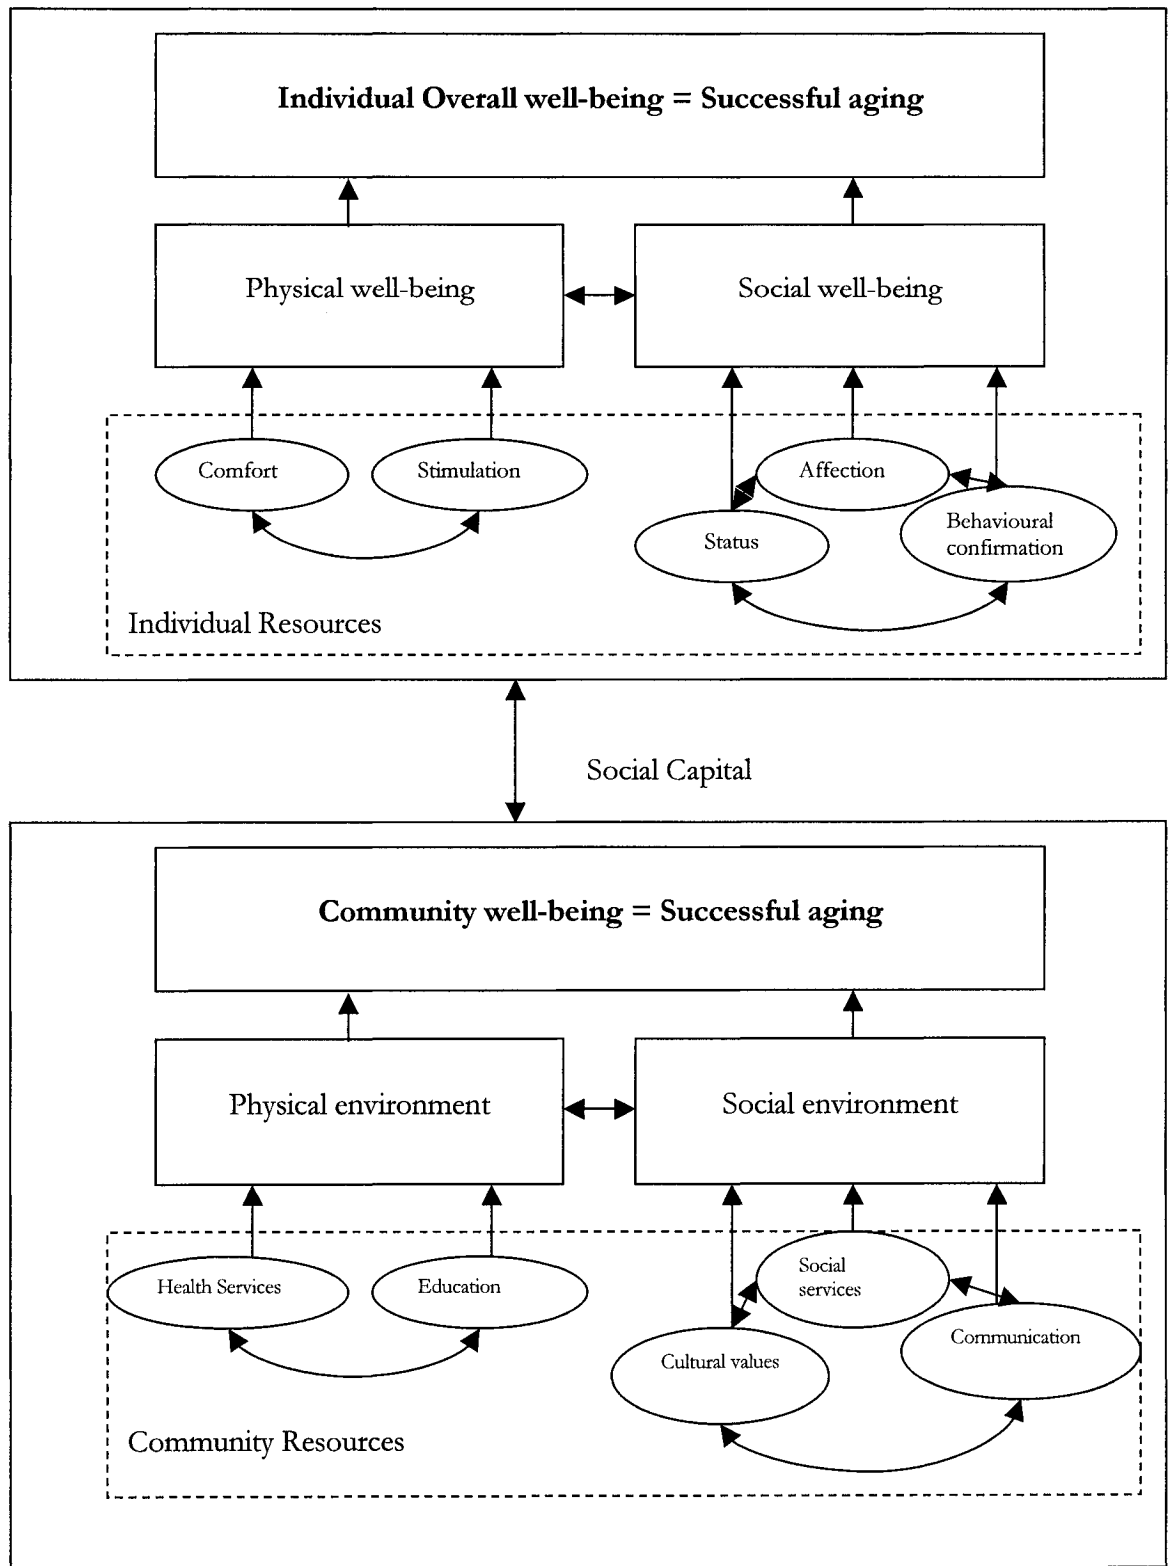 Individual Overall well-being = Successful aging
Physical well-being
Social well-being
Comfort
Stimulation
Affection
Status
Behavioural
confirmation
Individual Resources
Social Capital
Community well-being = Successful aging
Physical environment
Social environment
Health Services
Education
Social
services
Cultural values
Communication
Community Resources